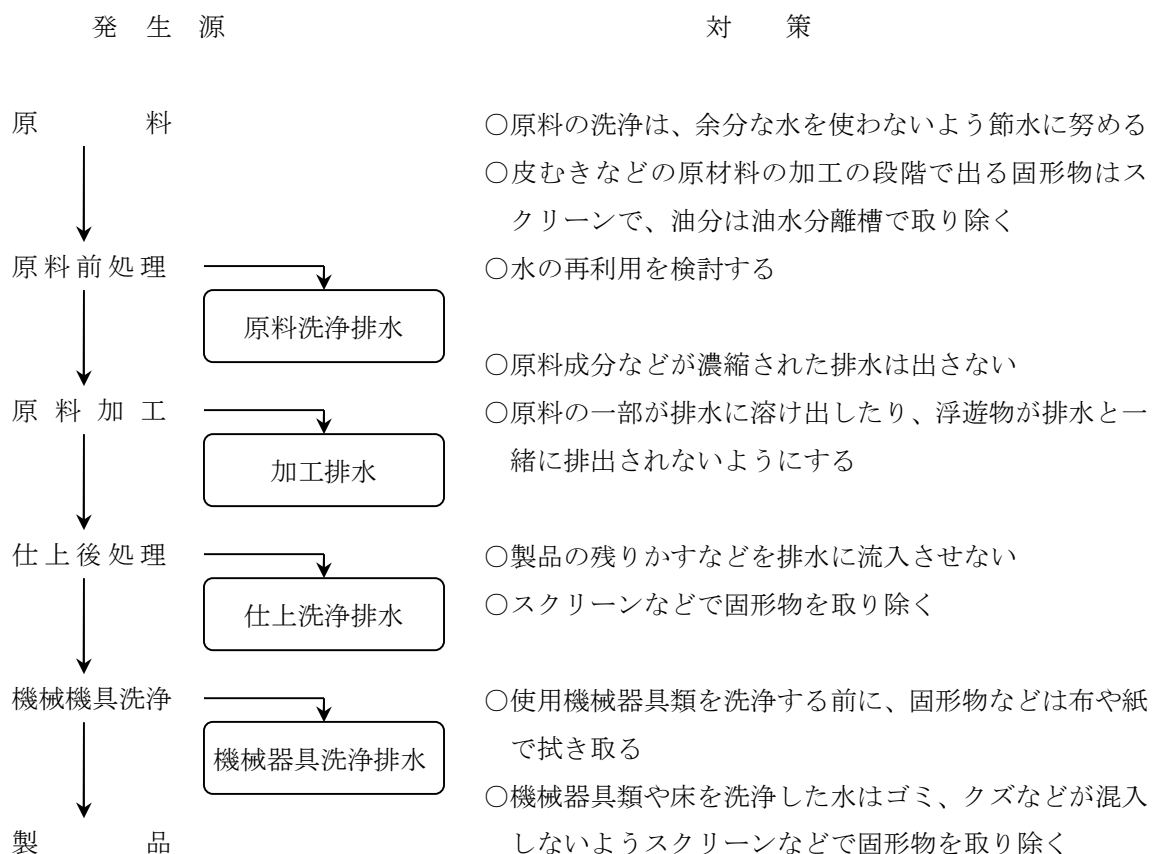 発生源 対策
原料 ○原料の洗浄は、余分な水を使わないよう節水に努める
○皮むきなどの原材料の加工の段階で出る固形物はス
クリーンで、油分は油水分離槽で取り除く
原料前処理 ○水の再利用を検討する
原料洗浄排水
○原料成分などが濃縮された排水は出さない
原料加工 ○原料の一部が排水に溶け出したり、浮遊物が排水と一
緒に排出されないようにする
加工排水
仕上後処理 ○製品の残りかすなどを排水に流入させない
○スクリーンなどで固形物を取り除く
仕上洗浄排水
機械機具洗浄 ○使用機械器具類を洗浄する前に、固形物などは布や紙
で拭き取る
機械器具洗浄排水
○機械器具類や床を洗浄した水はゴミ、クズなどが混入
製品 しないようスクリーンなどで固形物を取り除く